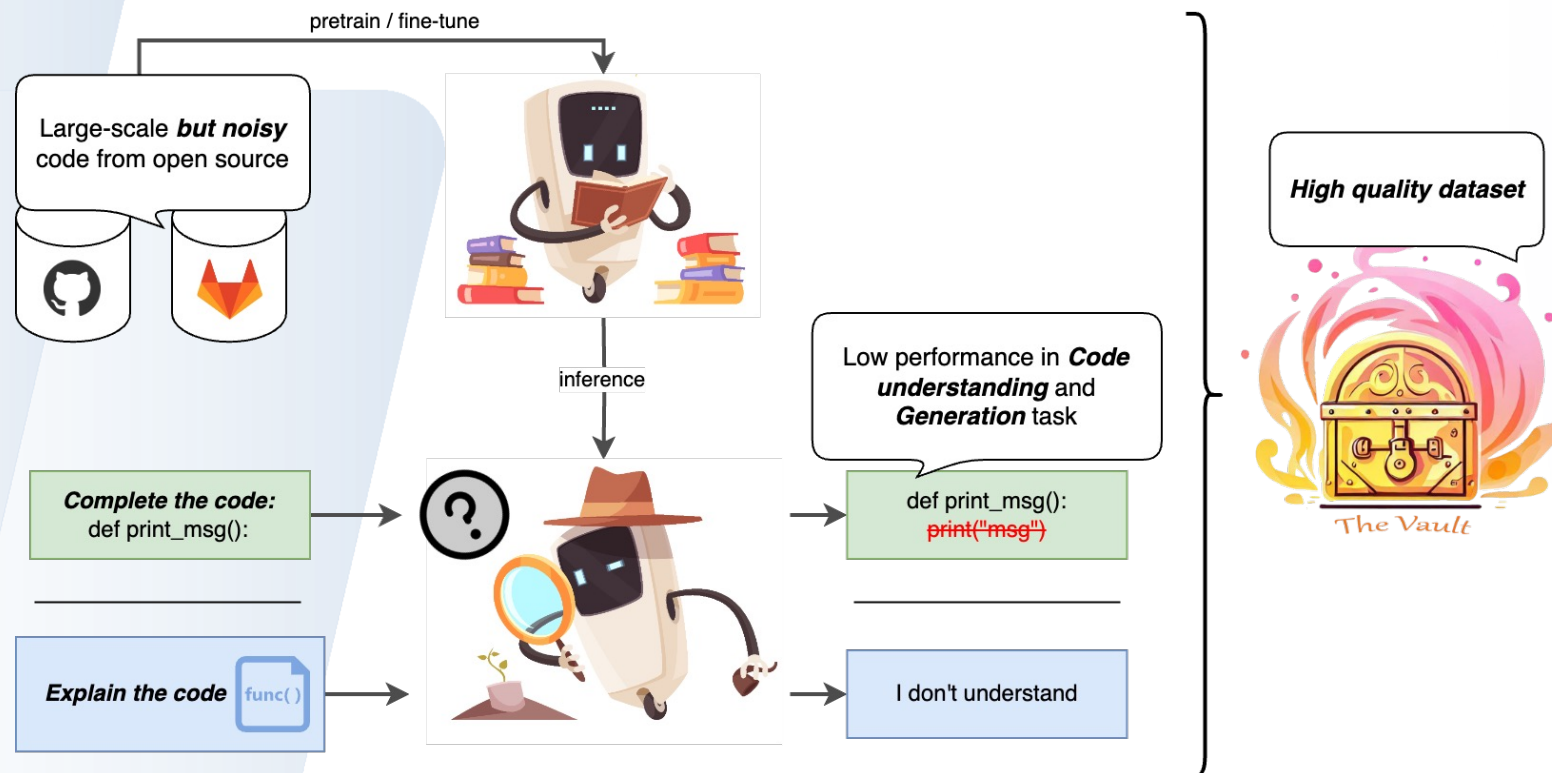 pretrain / fine-tune
Large-scale but noisy
code from open source
High quality dataset
inference
Low performance in Code
understanding and
Generation task
Complete the code:
def print_msg():
?
def print_msg():
print("msg")
The Vault
Explain the code
func( )
I don't understand